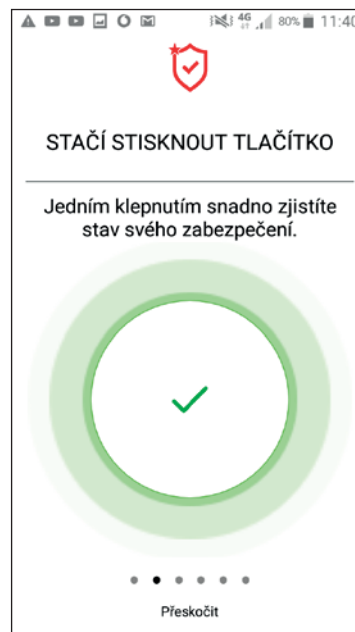 4G 80% 11:40
STAČÍ STISKNOUT TLAČÍTKO
Jedním klepnutím snadno zjistíte
stav svého zabezpečení.
Přeskočit